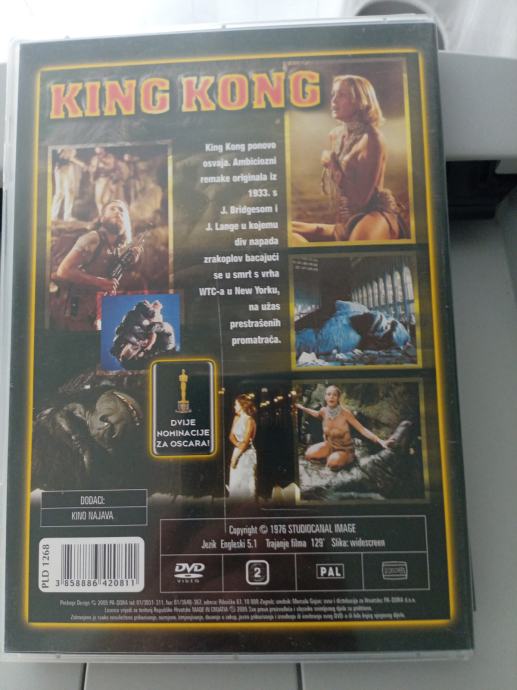 KING KONG
King Kong ponovo
osvaja. Ambiciozni
remake originala iz
1933. s
J. Bridgesom i
J. Lange u kojemu
div napada
zrakoplov bacajući
se u smrt s vrha
WTC-a u New Yorku,
na užas
prestrašenih
promatrača.
DVIJE
NOMINACIJE
ZA OSCARA!
DODACI:
KINO NAJAVA
Copyright © 1976 STUDIOCANAL IMAGE
Jezik Engleski 5.1 Trajanje filma 129' Slika: widescreen
DVD
VIDEO
2
PAL
PLD 1268
3 858886 420811